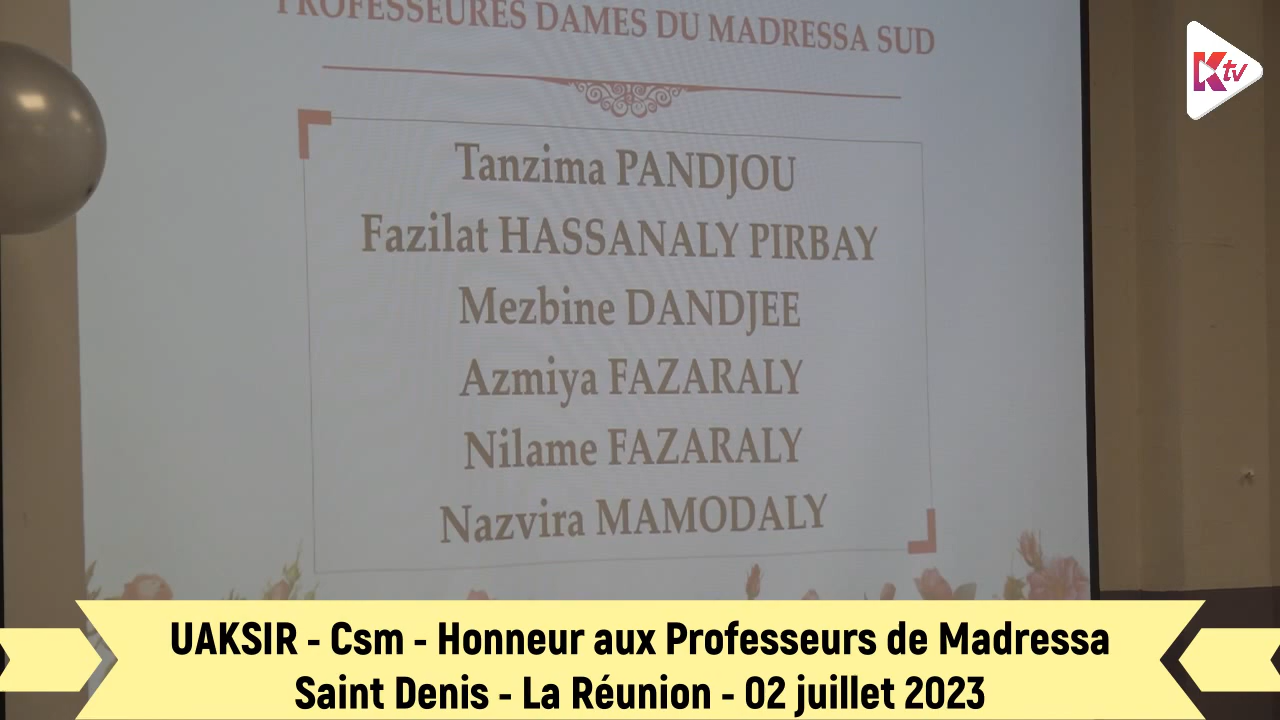 PROFESSEURES DAMES DU MADRESSA SUD
Ktv
Tanzima PANDJOU
Fazilat HASSANALY PIRBAY
Mezbine DANDJEE
Azmiya FAZARALY
Nilame FAZARALY
Nazvira MAMODALY
UAKSIR - Csm - Honneur aux Professeurs de Madressa
Saint Denis - La Réunion - 02 juillet 2023